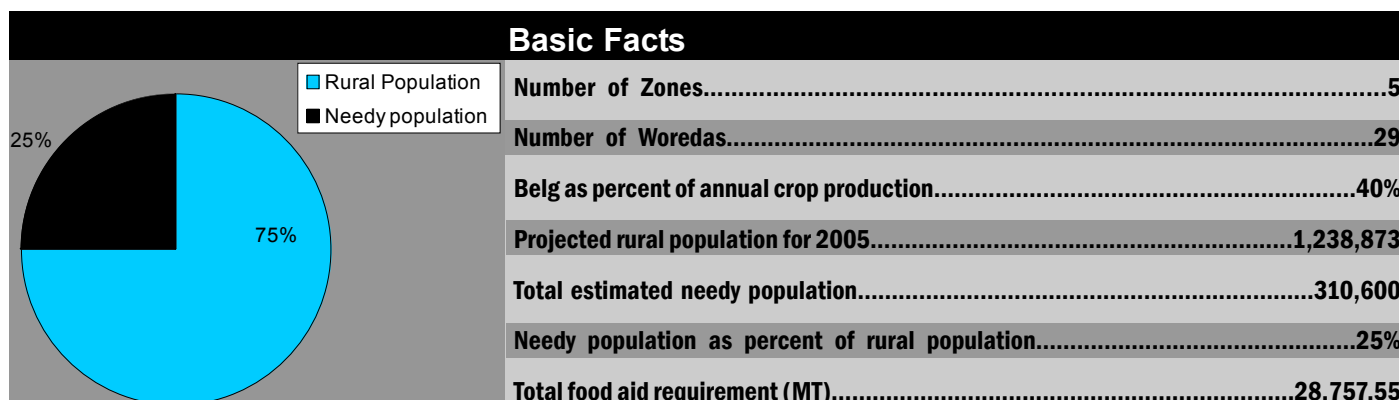 Basic Facts
Rural Population
Needy population
25%
75%
Number of Zones....................................................................................................5
Number of Woredas...............................................................................................29
Belg as percent of annual crop production.............................................................40%
Projected rural population for 2005.............................................................1,238,873
Total estimated needy population...................................................................310,600
Needy population as percent of rural population..............................................25%
Total food aid requirement (MT).................................................................28,757.55